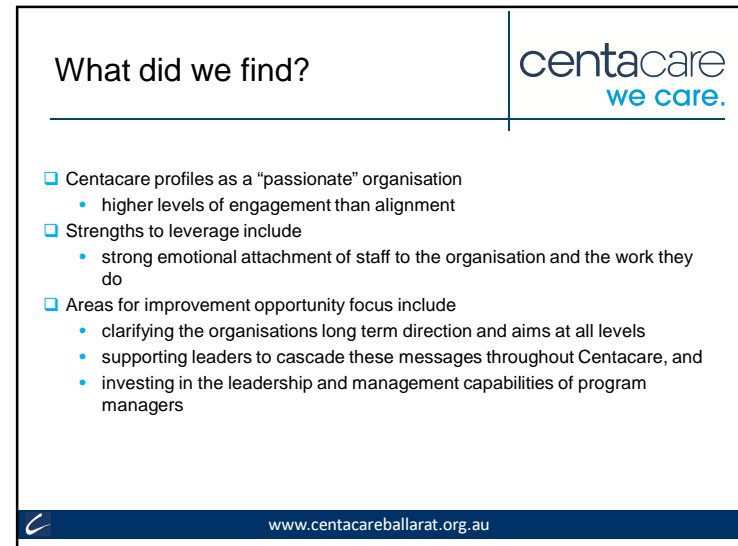 What did we find?
centacare
we care.
❑ Centacare profiles as a “passionate” organisation
• higher levels of engagement than alignment
❑ Strengths to leverage include
• strong emotional attachment of staff to the organisation and the work they
do
❑ Areas for improvement opportunity focus include
• clarifying the organisations long term direction and aims at all levels
• supporting leaders to cascade these messages throughout Centacare, and
• investing in the leadership and management capabilities of program
managers
www.centacareballarat.org.au